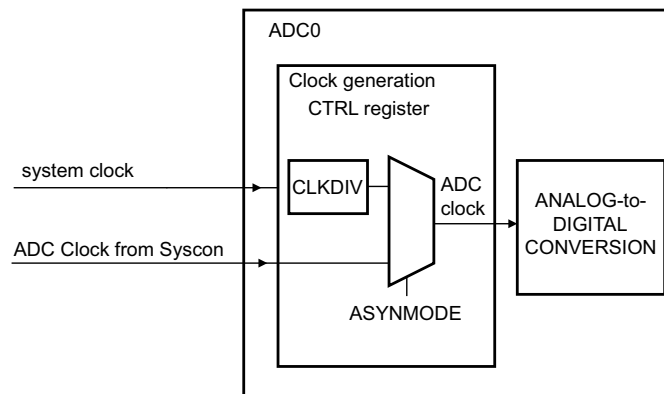 ADC0
Clock generation
CTRL register
system clock
CLKDIV
ADC
clock
ANALOG-to-
DIGITAL
CONVERSION
ADC Clock from Syscon
ASYNMODE